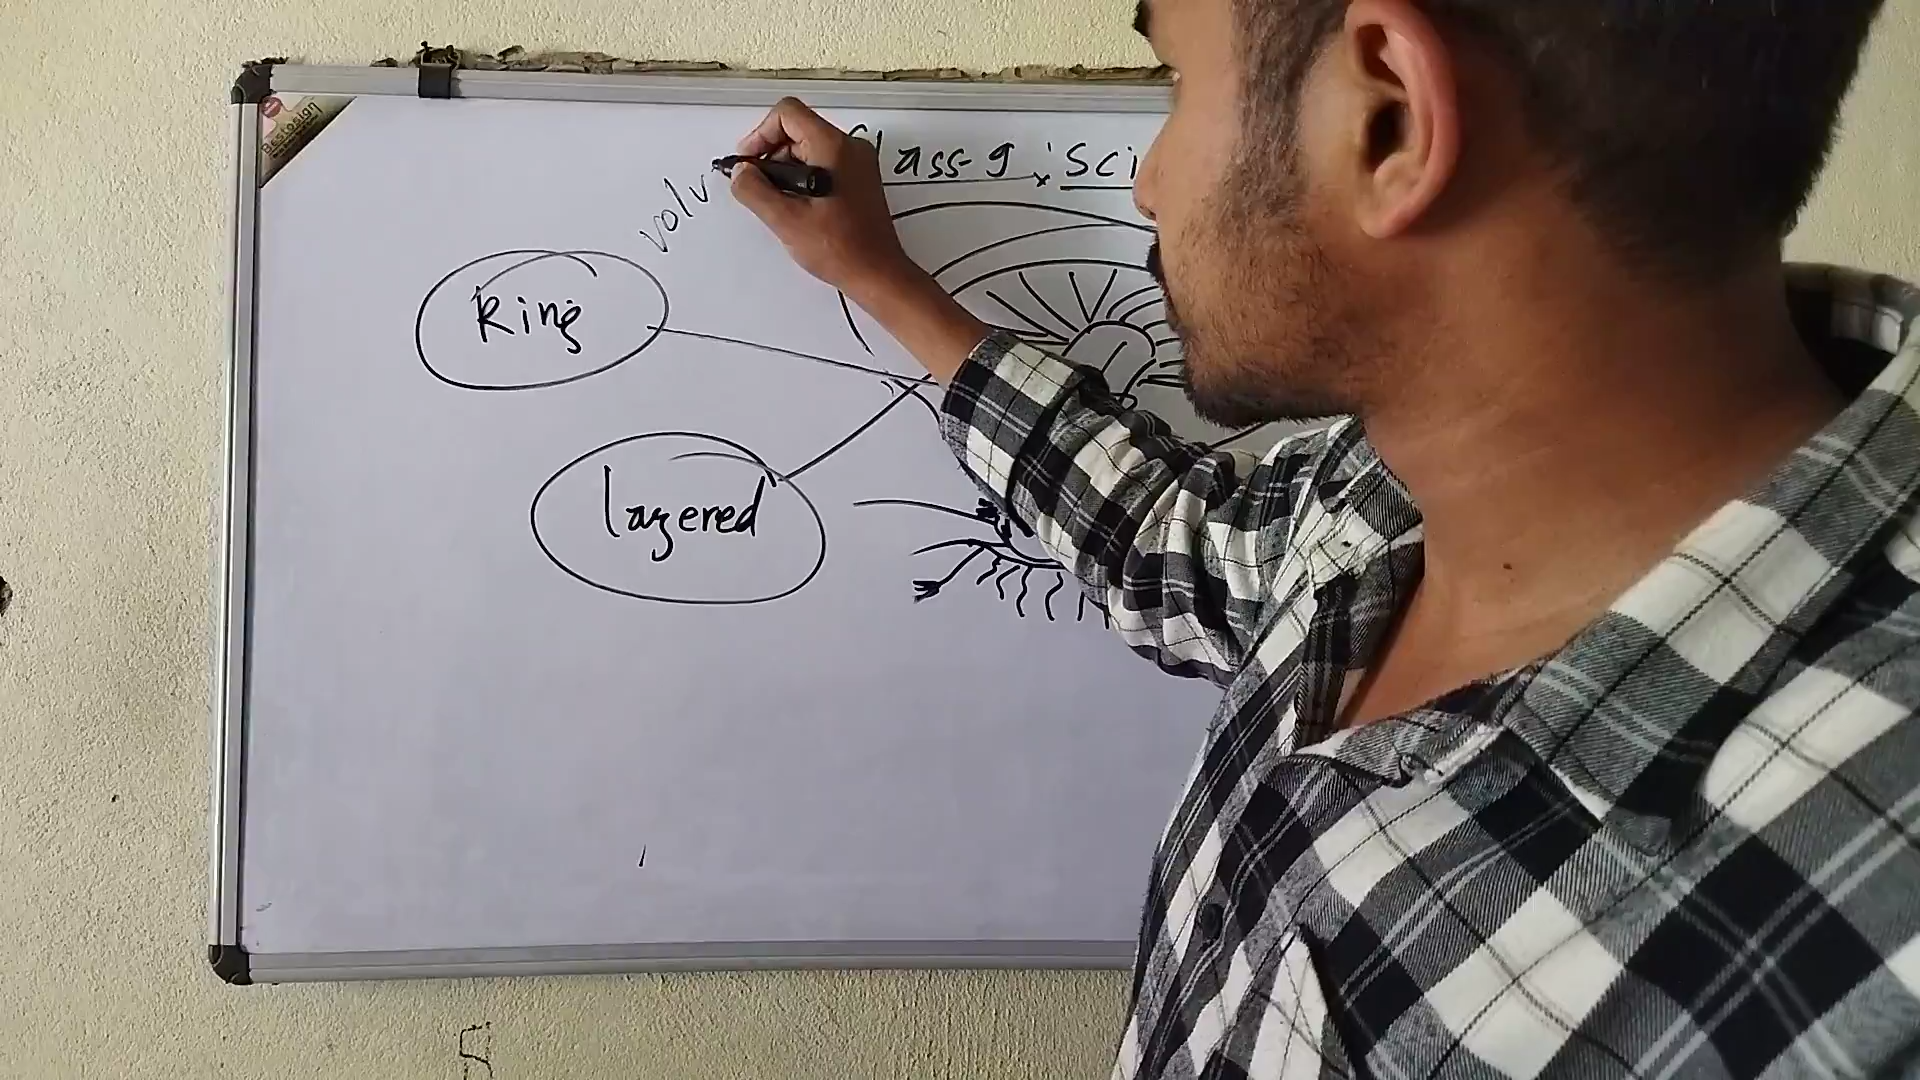 Class-9 : Sci
volv
Ring
layered